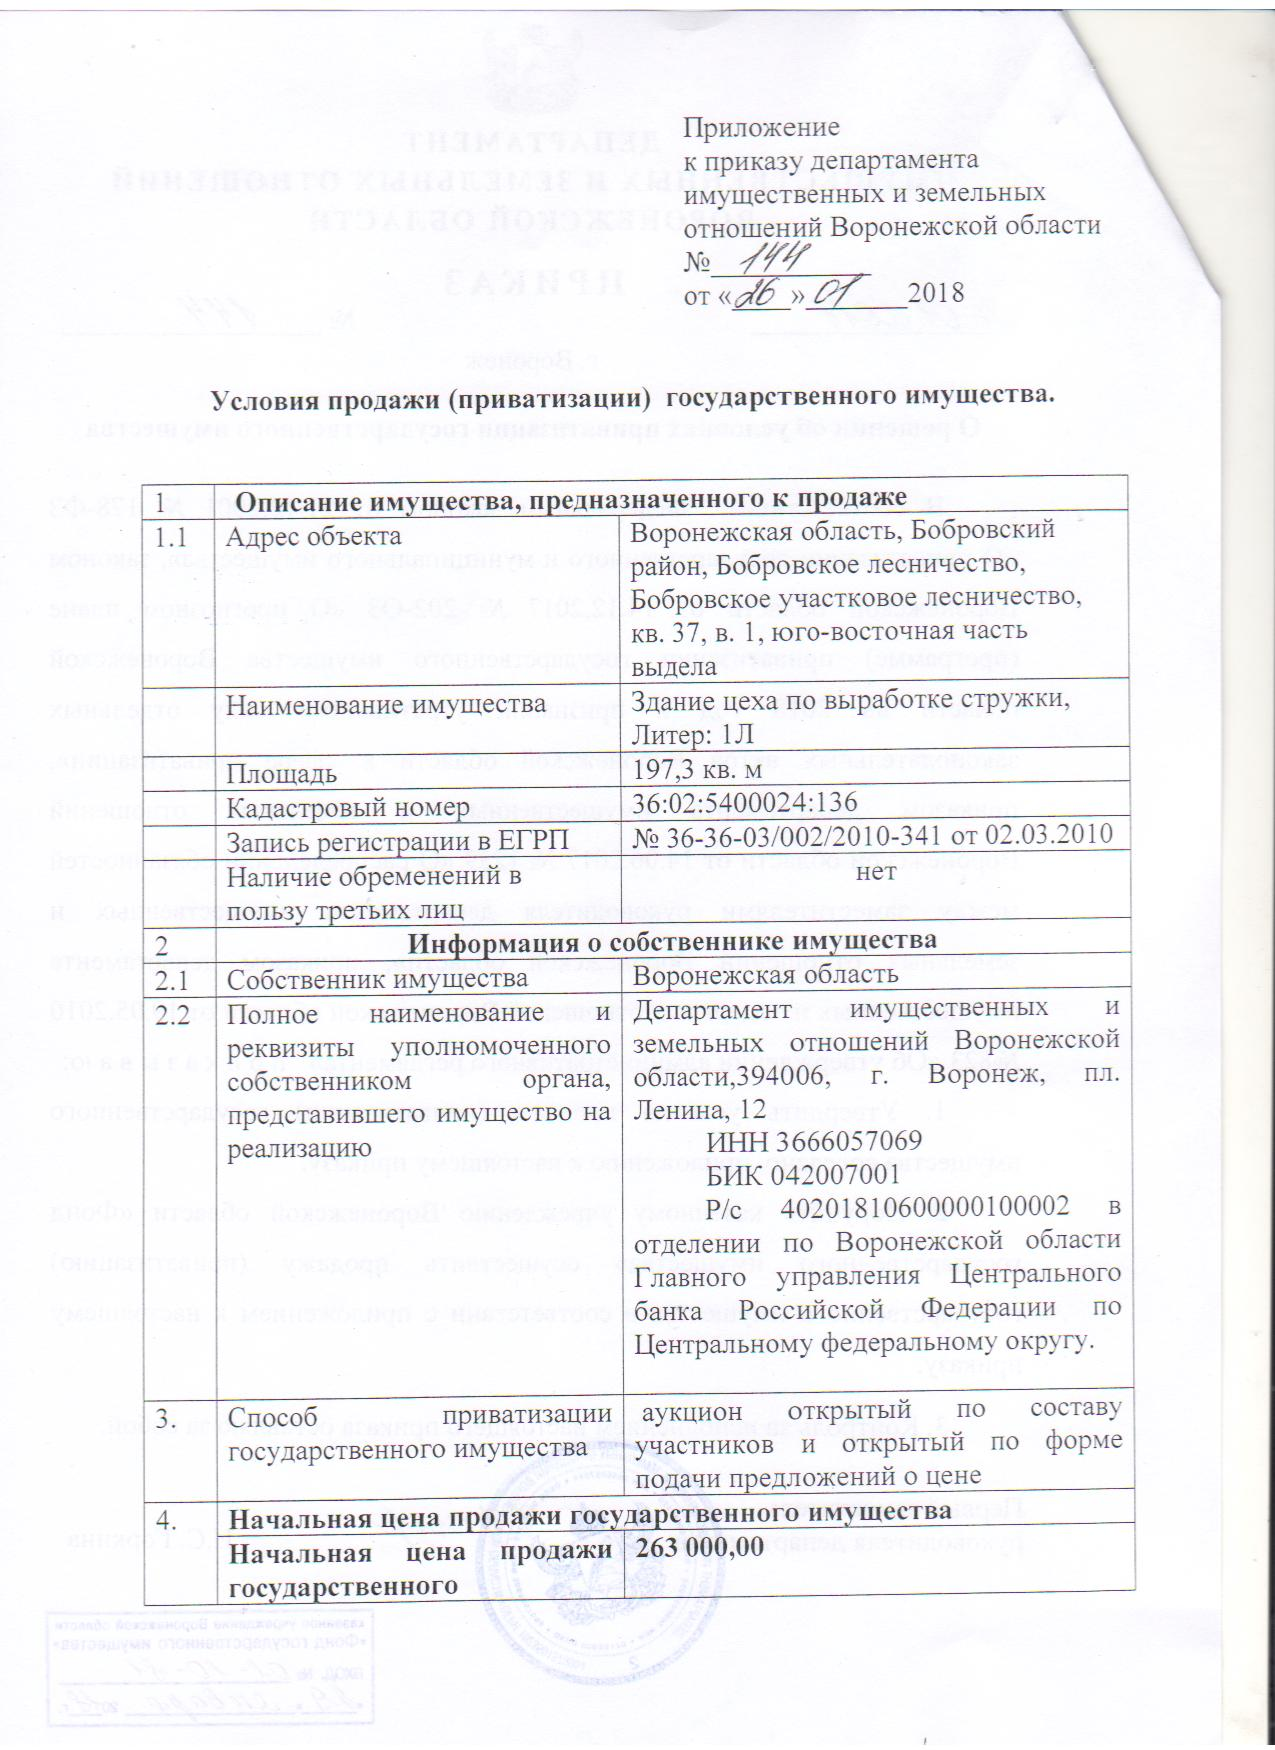 Приложение
к приказу департамента
имущественных и земельных
отношений Воронежской области
№ 144
от «26» 01 2018
Условия продажи (приватизации) государственного имущества.
1 Описание имущества, предназначенного к продаже
1.1 Адрес объекта
Воронежская область, Бобровский
район, Бобровское лесничество,
Бобровское участковое лесничество,
кв. 37, в. 1, юго-восточная часть
выдела
Наименование имущества
Здание цеха по выработке стружки,
Литер: 1Л
Площадь
197,5 кв. м
Кадастровый номер
36:02:5400024:136
Запись регистрации в ЕГРП
№ 36-36-03/002/2010-341 от 02.03.2010
Наличие обременений в
пользу третьих лиц
нет
2 Информация о собственнике имущества
2.1 Собственник имущества
Воронежская область
2.2 Полное наименование и
реквизиты уполномоченного
собственником органа,
представившего имущество на
реализацию
Департамент имущественных и
земельных отношений Воронежской
области,394006, г. Воронеж, пл.
Ленина, 12
ИНН 3666057069
БИК 042007001
Р/с 40201810600000100002 в
отделении по Воронежской области
Главного управления Центрального
банка Российской Федерации по
Центральному федеральному округу.
3. Способ приватизации
государственного имущества
аукцион открытый по составу
участников и открытый по форме
подачи предложений о цене
4. Начальная цена продажи государственного имущества
Начальная цена продажи
государственного
263 000,00